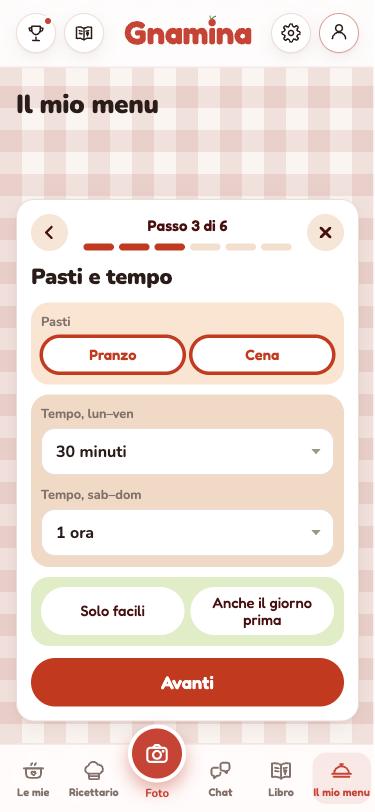 Gnamina
Il mio menu
Passo 3 di 6
Pasti e tempo
Pasti
Pranzo
Cena
Tempo, lun–ven
30 minuti
Tempo, sab–dom
1 ora
Solo facili
Anche il giorno
prima
Avanti
Le mie
Ricettario
Foto
Chat
Libro
Il mio menu